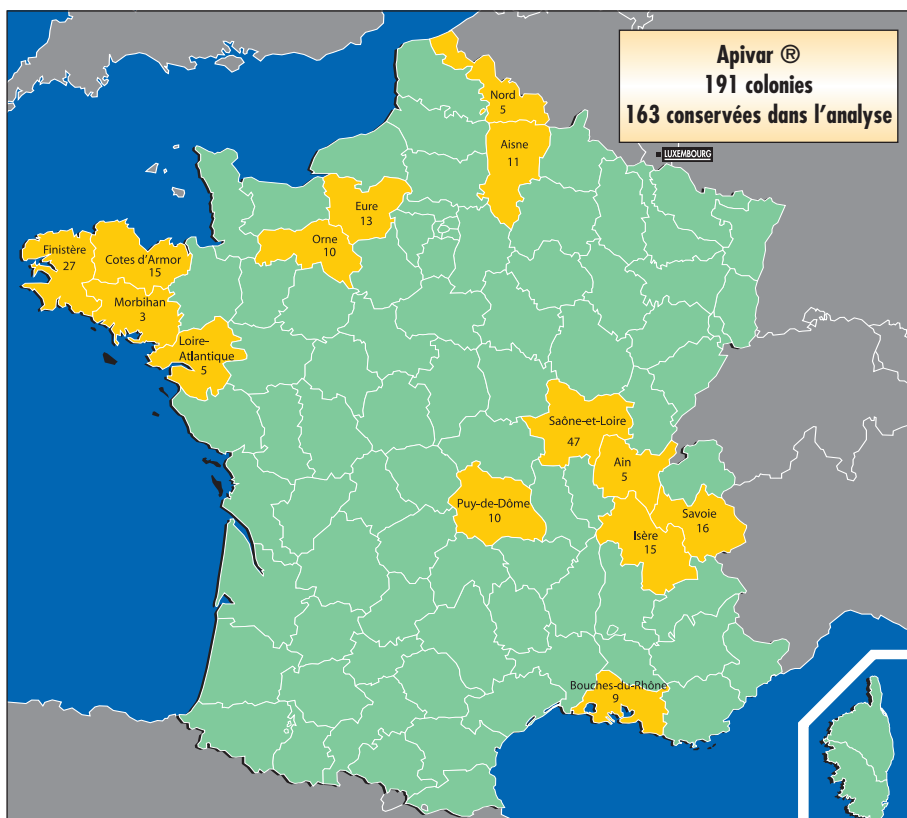 Apivar ®
191 colonies
163 conservées dans l'analyse
LUXEMBOURG
Nord
5
Aisne
11
Eure
13
Orne
10
Finistère
27
Cotes d'Armor
15
Morbihan
3
Loire-
Atlantique
5
Saône-et-Loire
47
Ain
5
Puy-de-Dôme
10
Savoie
16
Isère
15
Bouches-du-Rhône
9